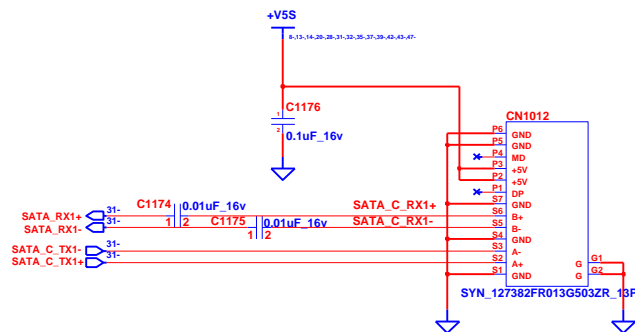 +V5S
8-,13-,14-,20-,28-,31-,32-,35-,37-,39-,42-,43-,47-
1
C1176
2
0.1uF_16v
CN1012
P6 GND
P5 GND
P4 MD
P3 +5V
P2 +5V
P1 DP
S7 GND
S6 B+
S5 B-
S4 GND
S3 A-
S2 A+
S1 GND
G G1
G G2
SYN_127382FR013G503ZR_13P
C1174 0.01uF_16v SATA_C_RX1+
SATA_RX1+ 31-
1 2 C1175 0.01uF_16v SATA_C_RX1-
SATA_RX1- 31-
1 2
SATA_C_TX1- 31-
SATA_C_TX1+ 31-